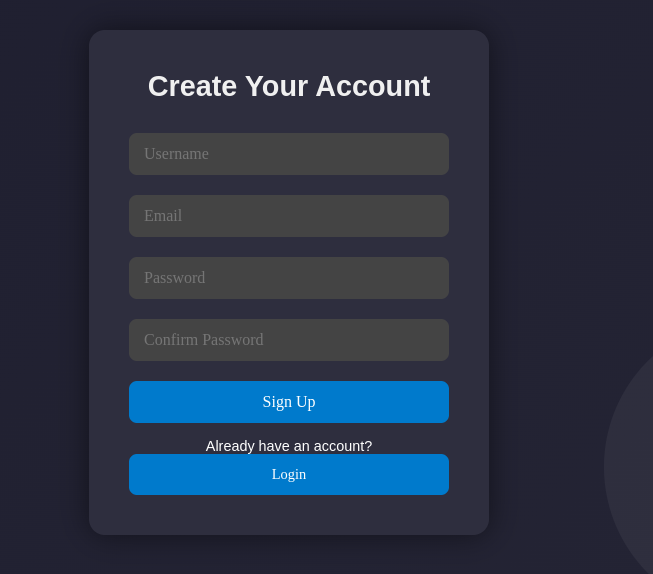 Create Your Account
Username
Email
Password
Confirm Password
Sign Up
Already have an account?
Login